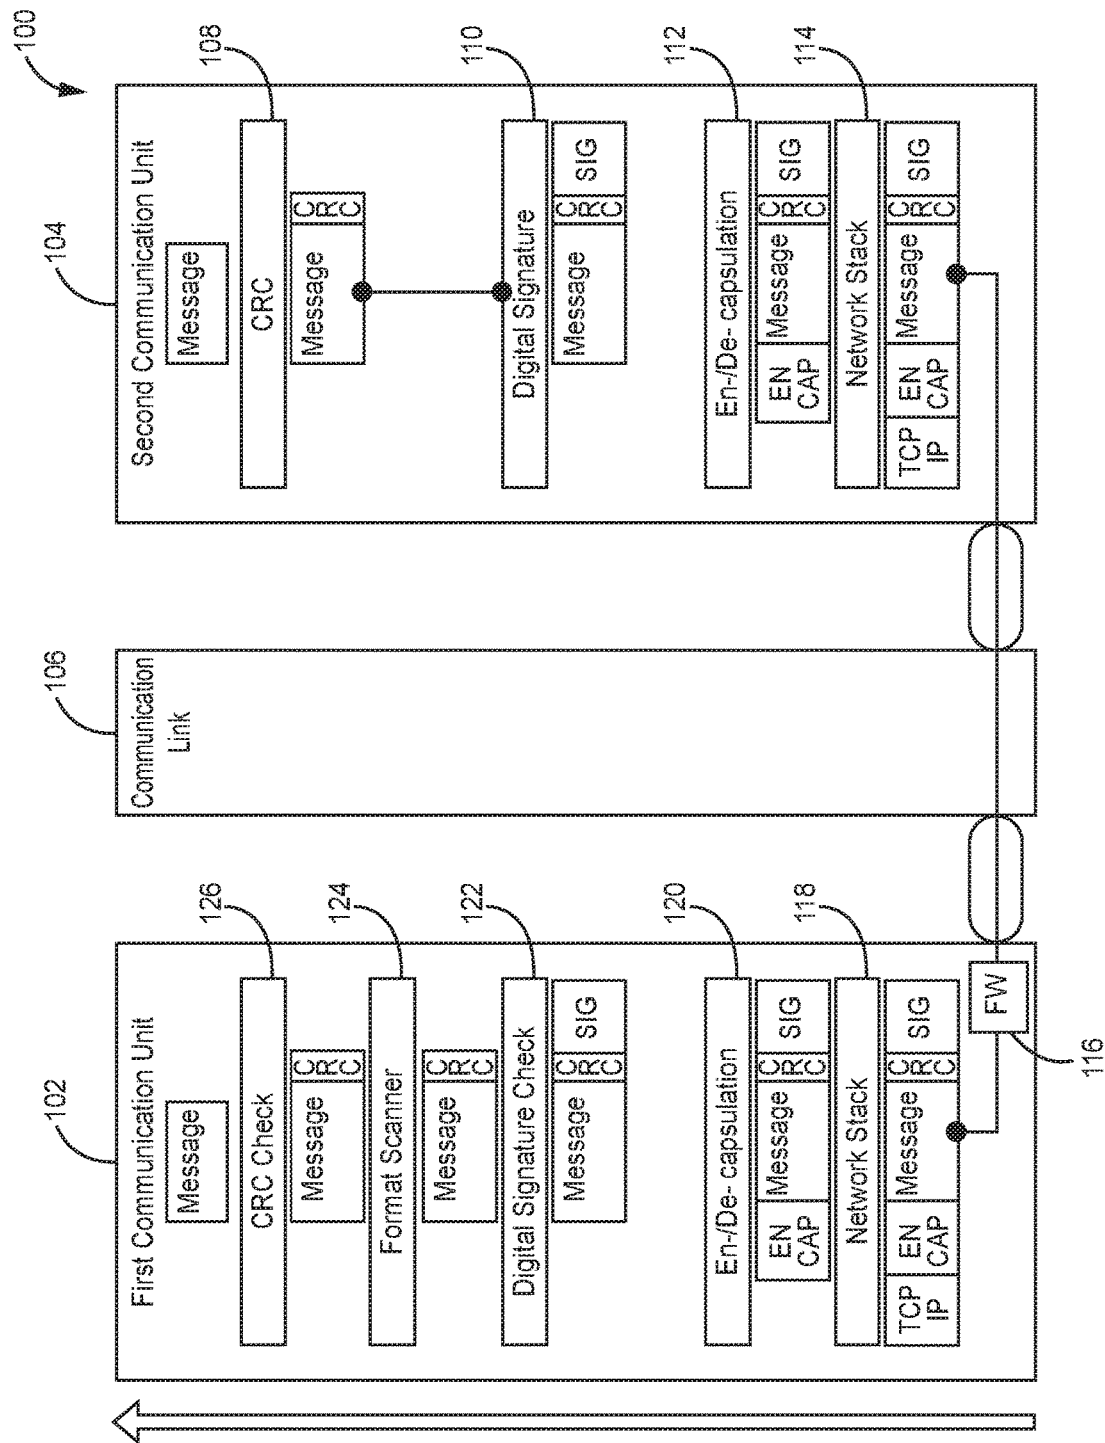 100
102
First Communication Unit
Message
CRC Check
126
Message
CRC
Format Scanner
124
Message
CRC
Digital Signature Check
122
Message
CRC
SIG
En-/De- capsulation
120
EN
CAP
Message
CRC
SIG
Network Stack
118
TCP
IP
EN
CAP
Message
CRC
SIG
FW
116
106
Communication
Link
104
Second Communication Unit
Message
CRC
108
Message
CRC
Digital Signature
110
Message
CRC
SIG
En-/De- capsulation
112
EN
CAP
Message
CRC
SIG
Network Stack
114
TCP
IP
EN
CAP
Message
CRC
SIG